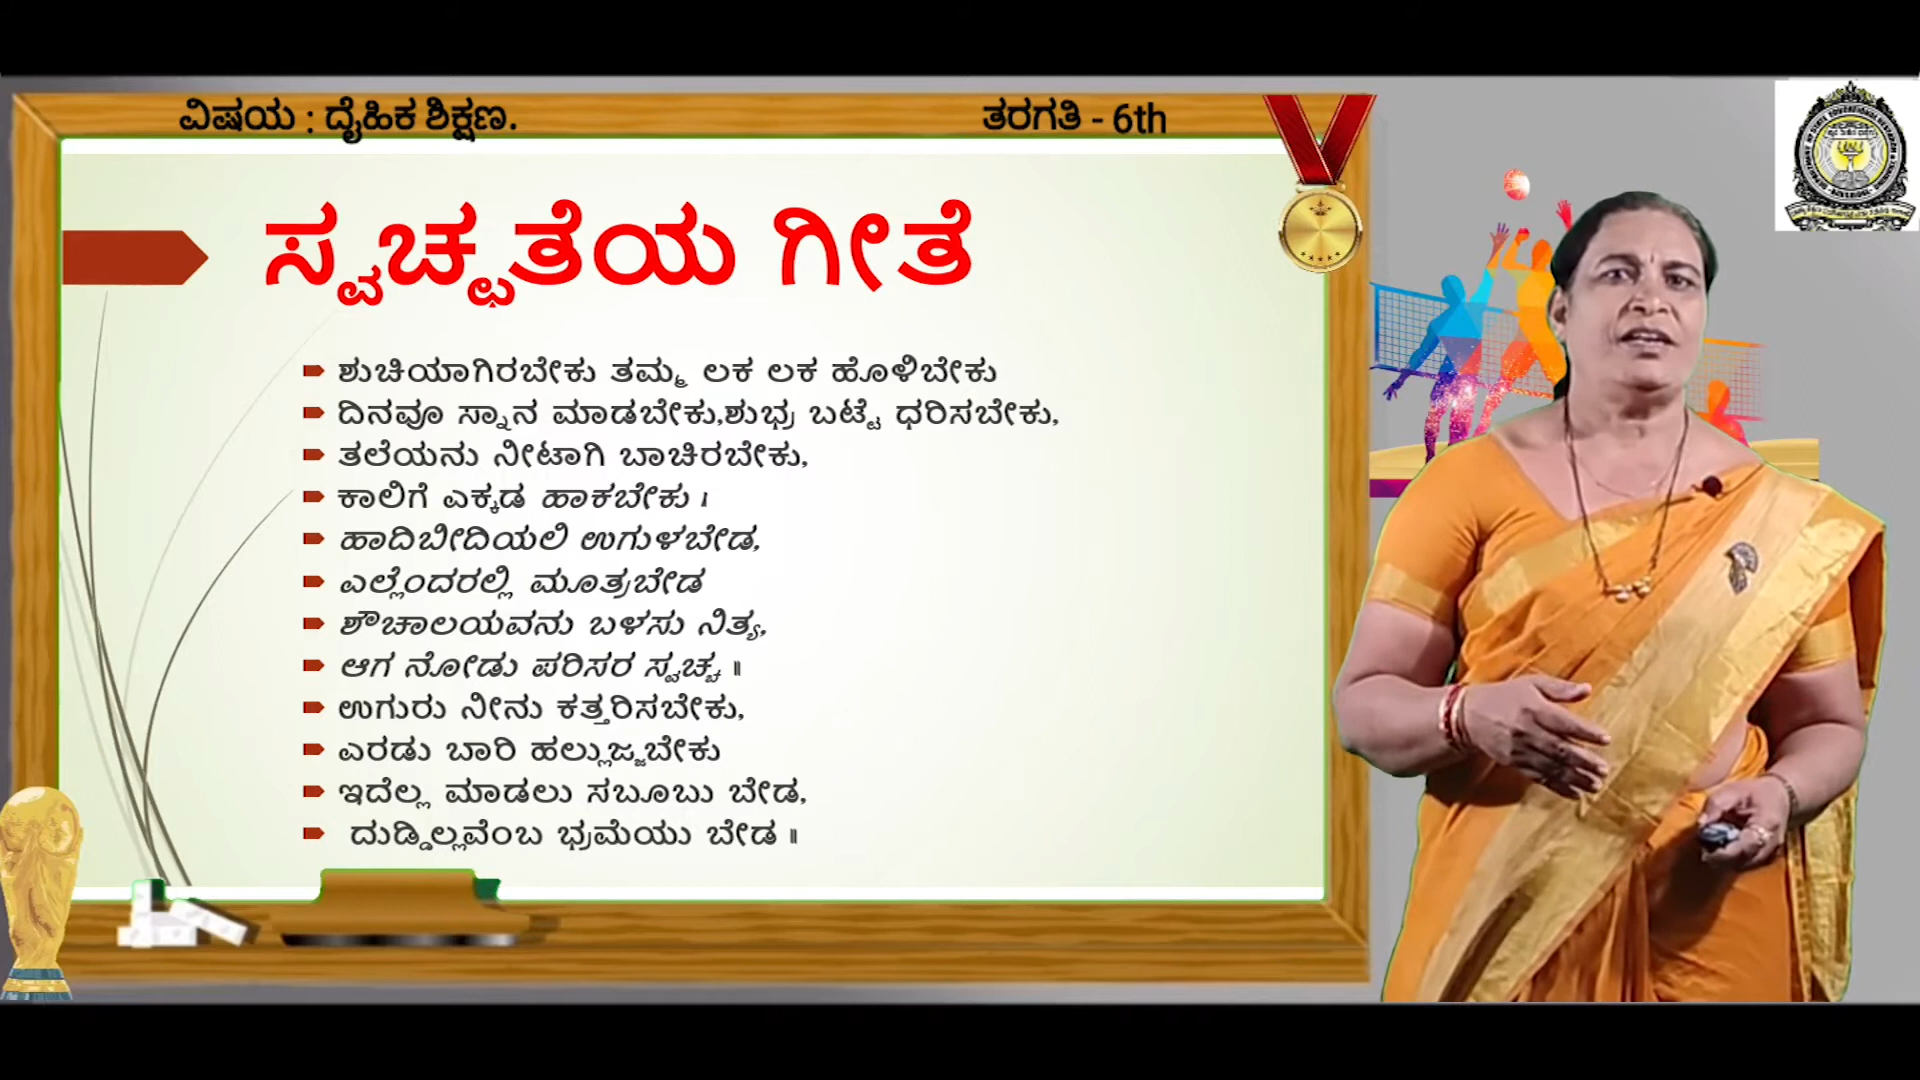 ವಿಷಯ : ದೈಹಿಕ ಶಿಕ್ಷಣ.
ತರಗತಿ - 6th
ಸ್ವಚ್ಛತೆಯ ಗೀತೆ
ಶುಚಿಯಾಗಿರಬೇಕು ತಮ್ಮ ಲಕ ಲಕ ಹೊಳಿಬೇಕು
ದಿನವೂ ಸ್ನಾನ ಮಾಡಬೇಕು,ಶುಭ್ರ ಬಟ್ಟೆ ಧರಿಸಬೇಕು,
ತಲೆಯನು ನೀಟಾಗಿ ಬಾಚಿರಬೇಕು,
ಕಾಲಿಗೆ ಎಕ್ಕಡ ಹಾಕಬೇಕು ।
ಹಾದಿಬೀದಿಯಲಿ ಉಗುಳಬೇಡ,
ಎಲ್ಲೆಂದರಲ್ಲಿ ಮೂತ್ರಬೇಡ
ಶೌಚಾಲಯವನು ಬಳಸು ನಿತ್ಯ,
ಆಗ ನೋಡು ಪರಿಸರ ಸ್ವಚ್ಚ ॥
ಉಗುರು ನೀನು ಕತ್ತರಿಸಬೇಕು,
ಎರಡು ಬಾರಿ ಹಲ್ಲುಜ್ಜಬೇಕು
ಇದೆಲ್ಲ ಮಾಡಲು ಸಬೂಬು ಬೇಡ,
ದುಡ್ಡಿಲ್ಲವೆಂಬ ಭ್ರಮೆಯು ಬೇಡ ॥